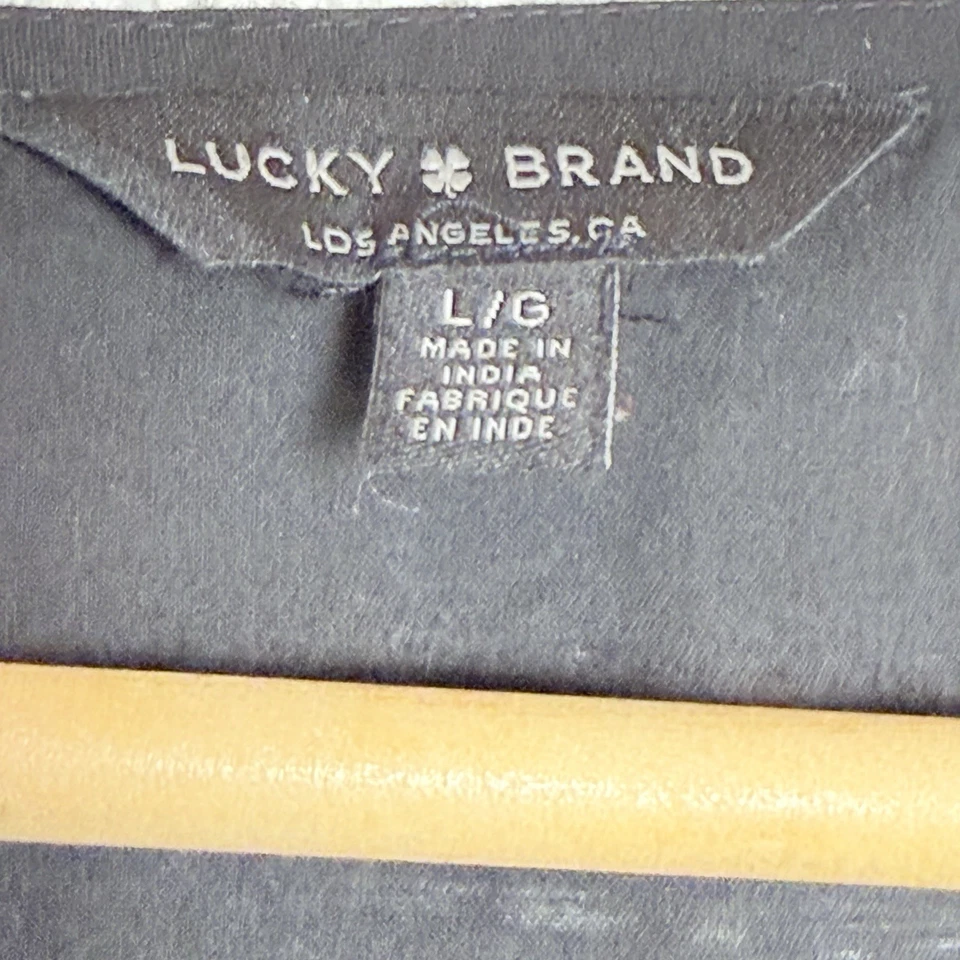 LUCKY BRAND
LOS ANGELES, CA
L/G
MADE IN
INDIA
FABRIQUE
EN INDE